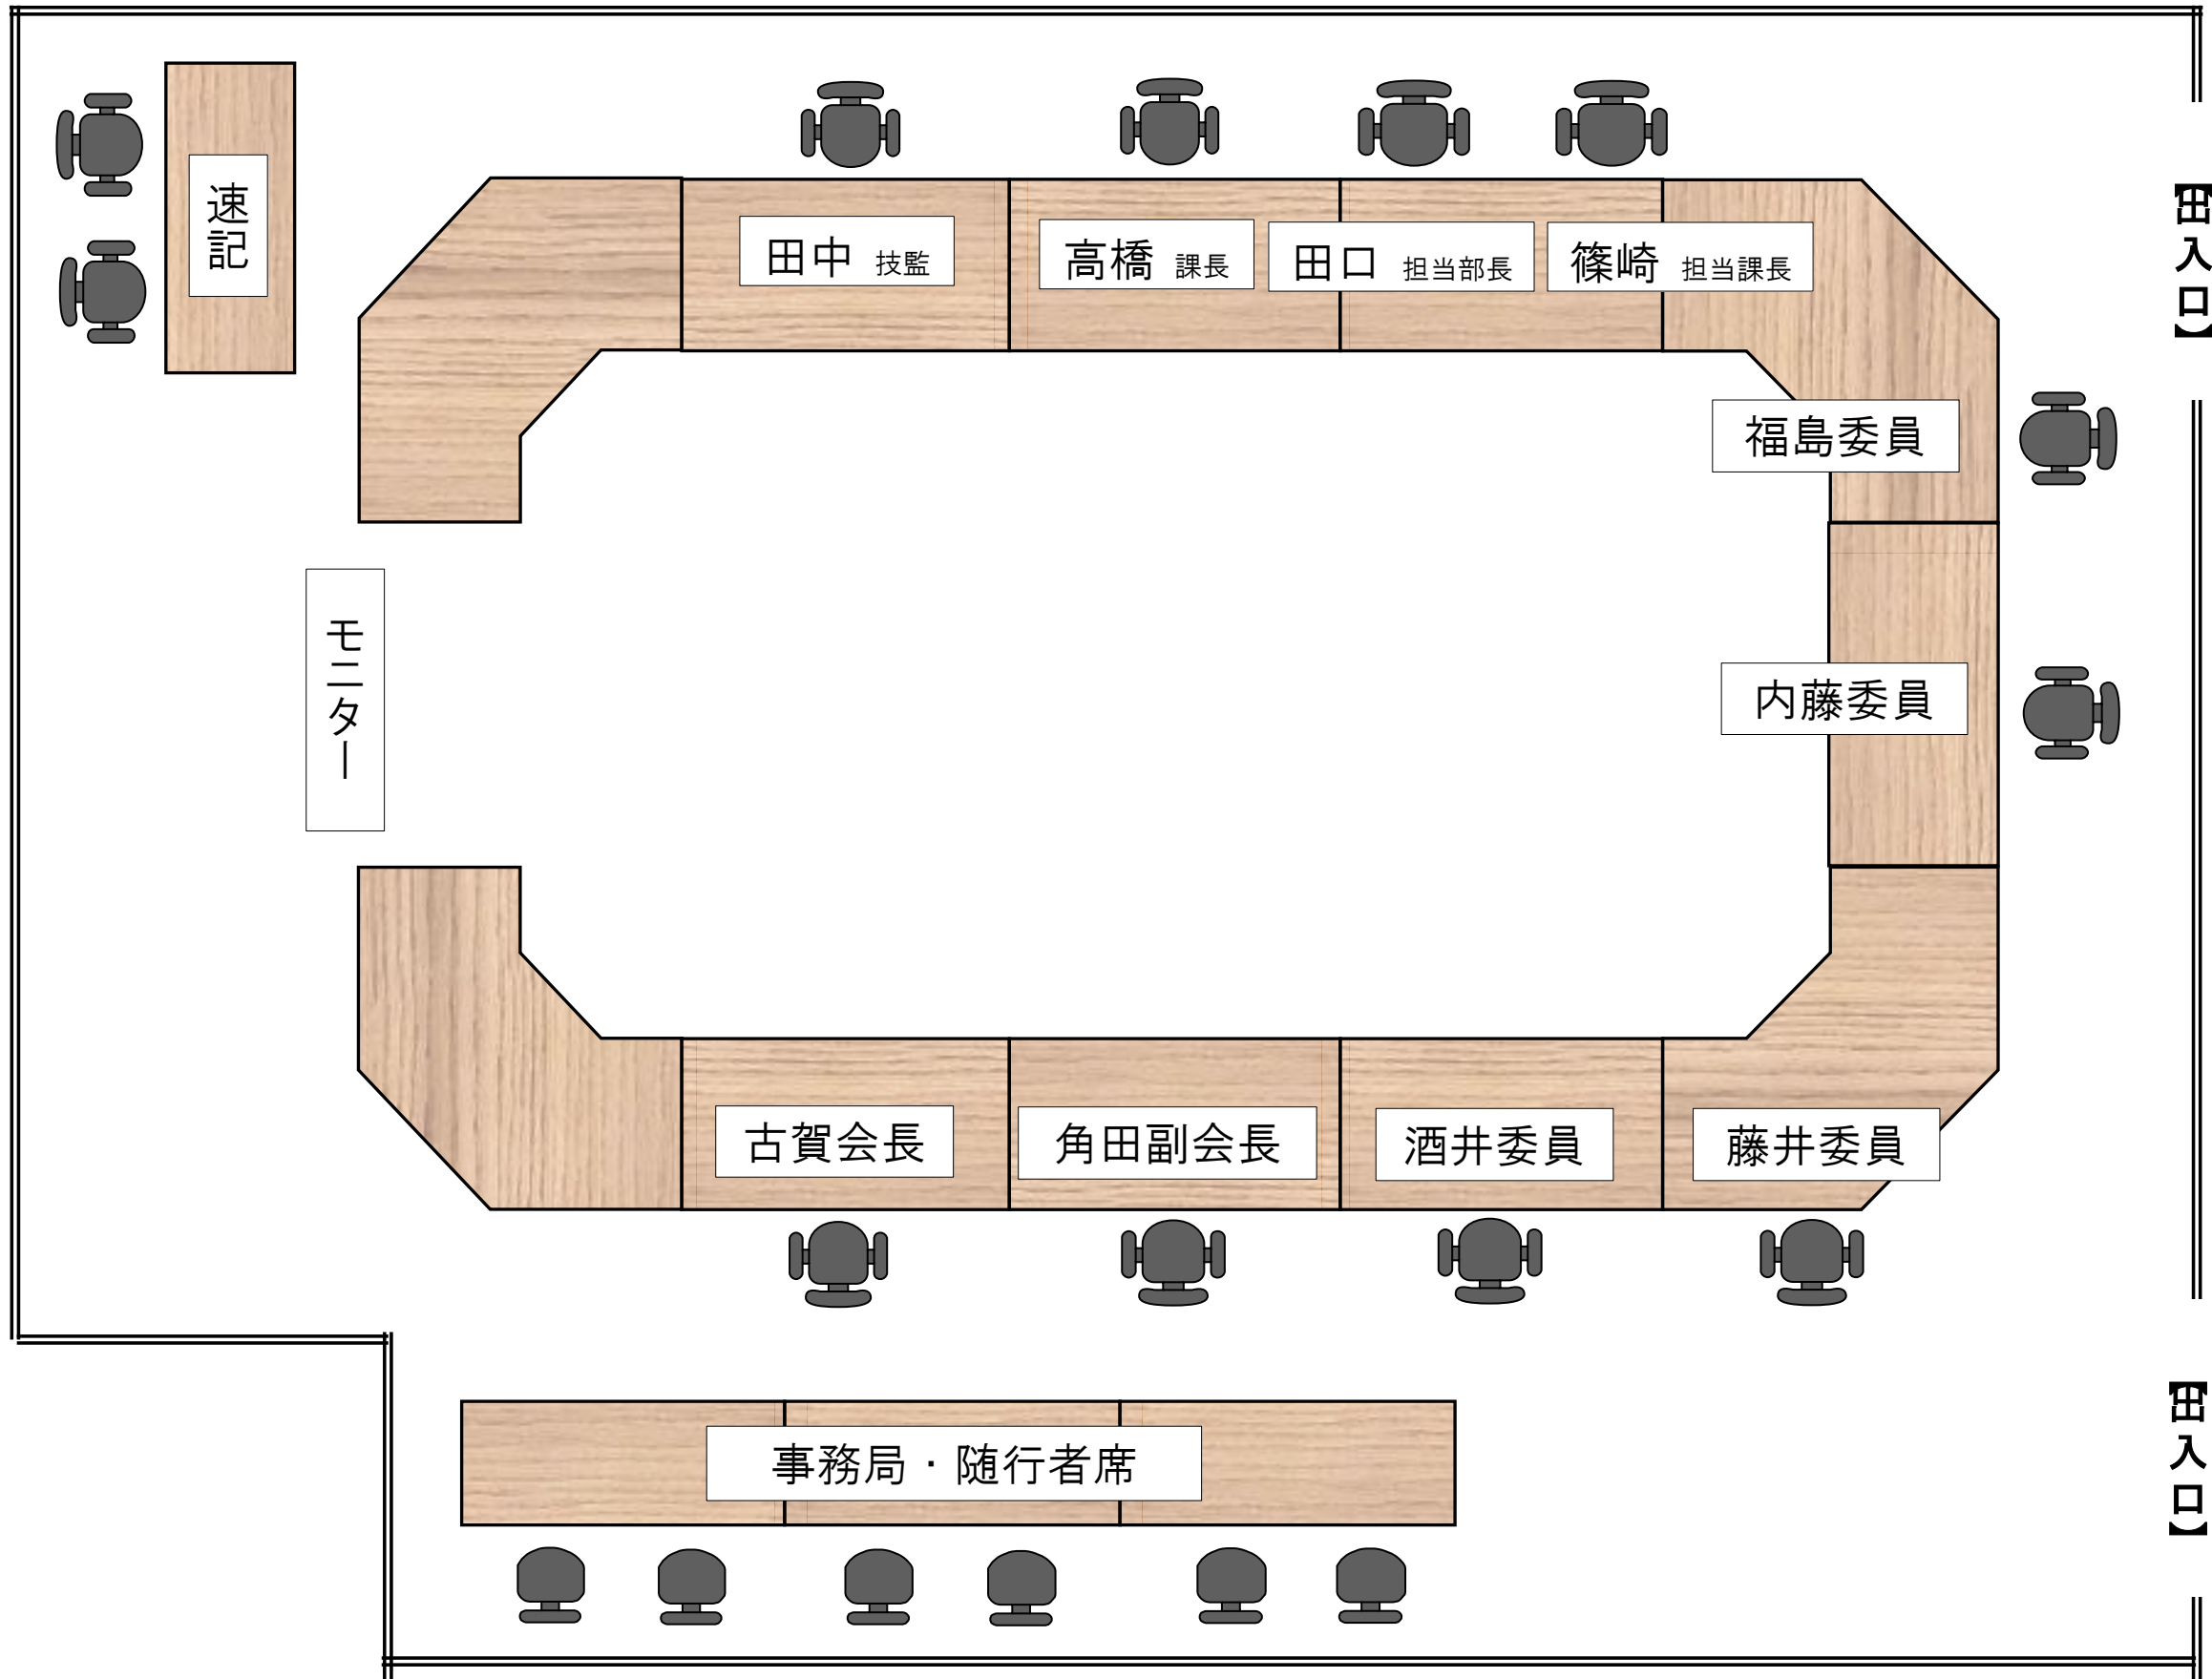 速記
田中 技監
高橋 課長
田口 担当部長
篠崎 担当課長
【出入口】
福島委員
モニター
内藤委員
古賀会長
角田副会長
酒井委員
藤井委員
事務局・随行者席
【出入口】